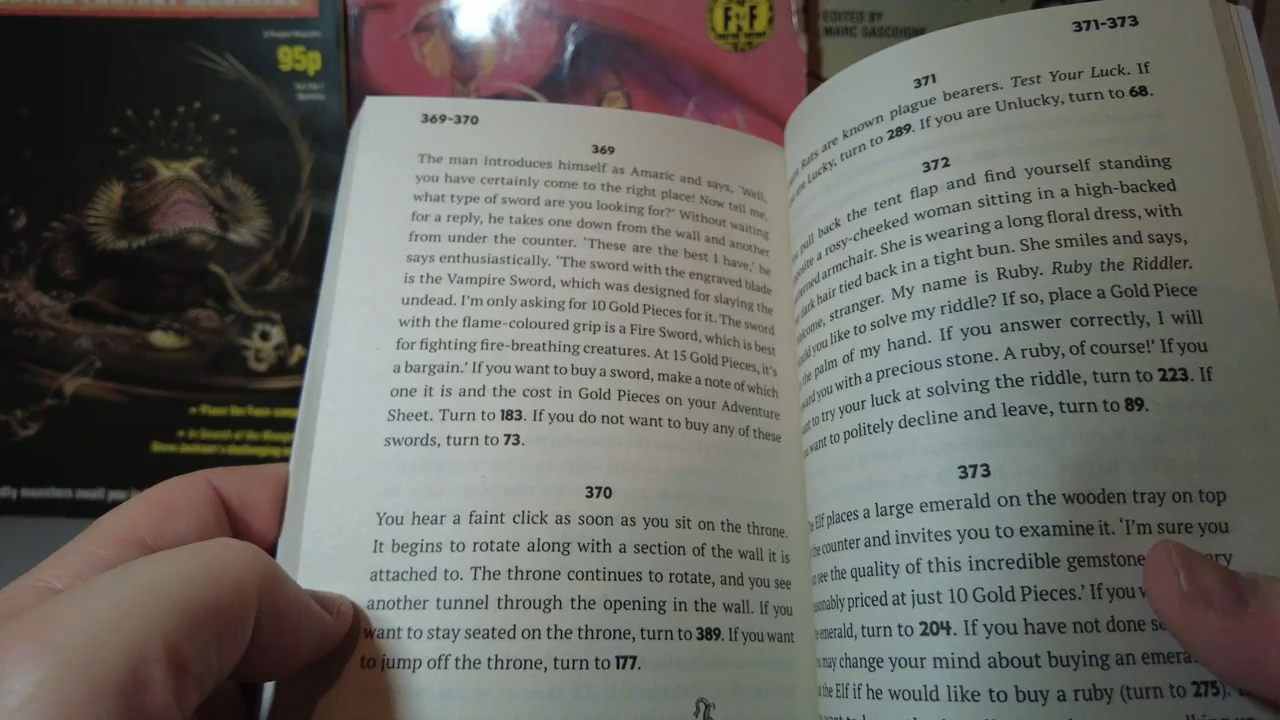 95p
FF
EDITED BY
MARC GASCOIGNE
369-370
369
The man introduces himself as Amaric and says, 'Well,
you have certainly come to the right place! Now tell me,
what type of sword are you looking for?' Without waiting
for a reply, he takes one down from the wall and another
from under the counter. 'These are the best I have,' he
says enthusiastically. 'The sword with the engraved blade
is the Vampire Sword, which was designed for slaying the
undead. I'm only asking for 10 Gold Pieces for it. The sword
with the flame-coloured grip is a Fire Sword, which is best
for fighting fire-breathing creatures. At 15 Gold Pieces, it's
a bargain.' If you want to buy a sword, make a note of which
one it is and the cost in Gold Pieces on your Adventure
Sheet. Turn to 183. If you do not want to buy any of these
swords, turn to 73.
370
You hear a faint click as soon as you sit on the throne.
It begins to rotate along with a section of the wall it is
attached to. The throne continues to rotate, and you see
another tunnel through the opening in the wall. If you
want to stay seated on the throne, turn to 389. If you want
to jump off the throne, turn to 177.
371-373
371
Rats are known plague bearers. Test Your Luck. If
are Lucky, turn to 289. If you are Unlucky, turn to 68.
372
pull back the tent flap and find yourself standing
a rosy-cheeked woman sitting in a high-backed
armchair. She is wearing a long floral dress, with
dark hair tied back in a tight bun. She smiles and says,
stranger. My name is Ruby. Ruby the Riddler.
you like to solve my riddle? If so, place a Gold Piece
the palm of my hand. If you answer correctly, I will
you with a precious stone. A ruby, of course!' If you
to try your luck at solving the riddle, turn to 223. If
want to politely decline and leave, turn to 89.
373
Elf places a large emerald on the wooden tray on top
the counter and invites you to examine it. 'I'm sure you
see the quality of this incredible gemstone
priced at just 10 Gold Pieces.' If you
emerald, turn to 204. If you have not done
may change your mind about buying an
the Elf if he would like to buy a ruby (turn to 275).